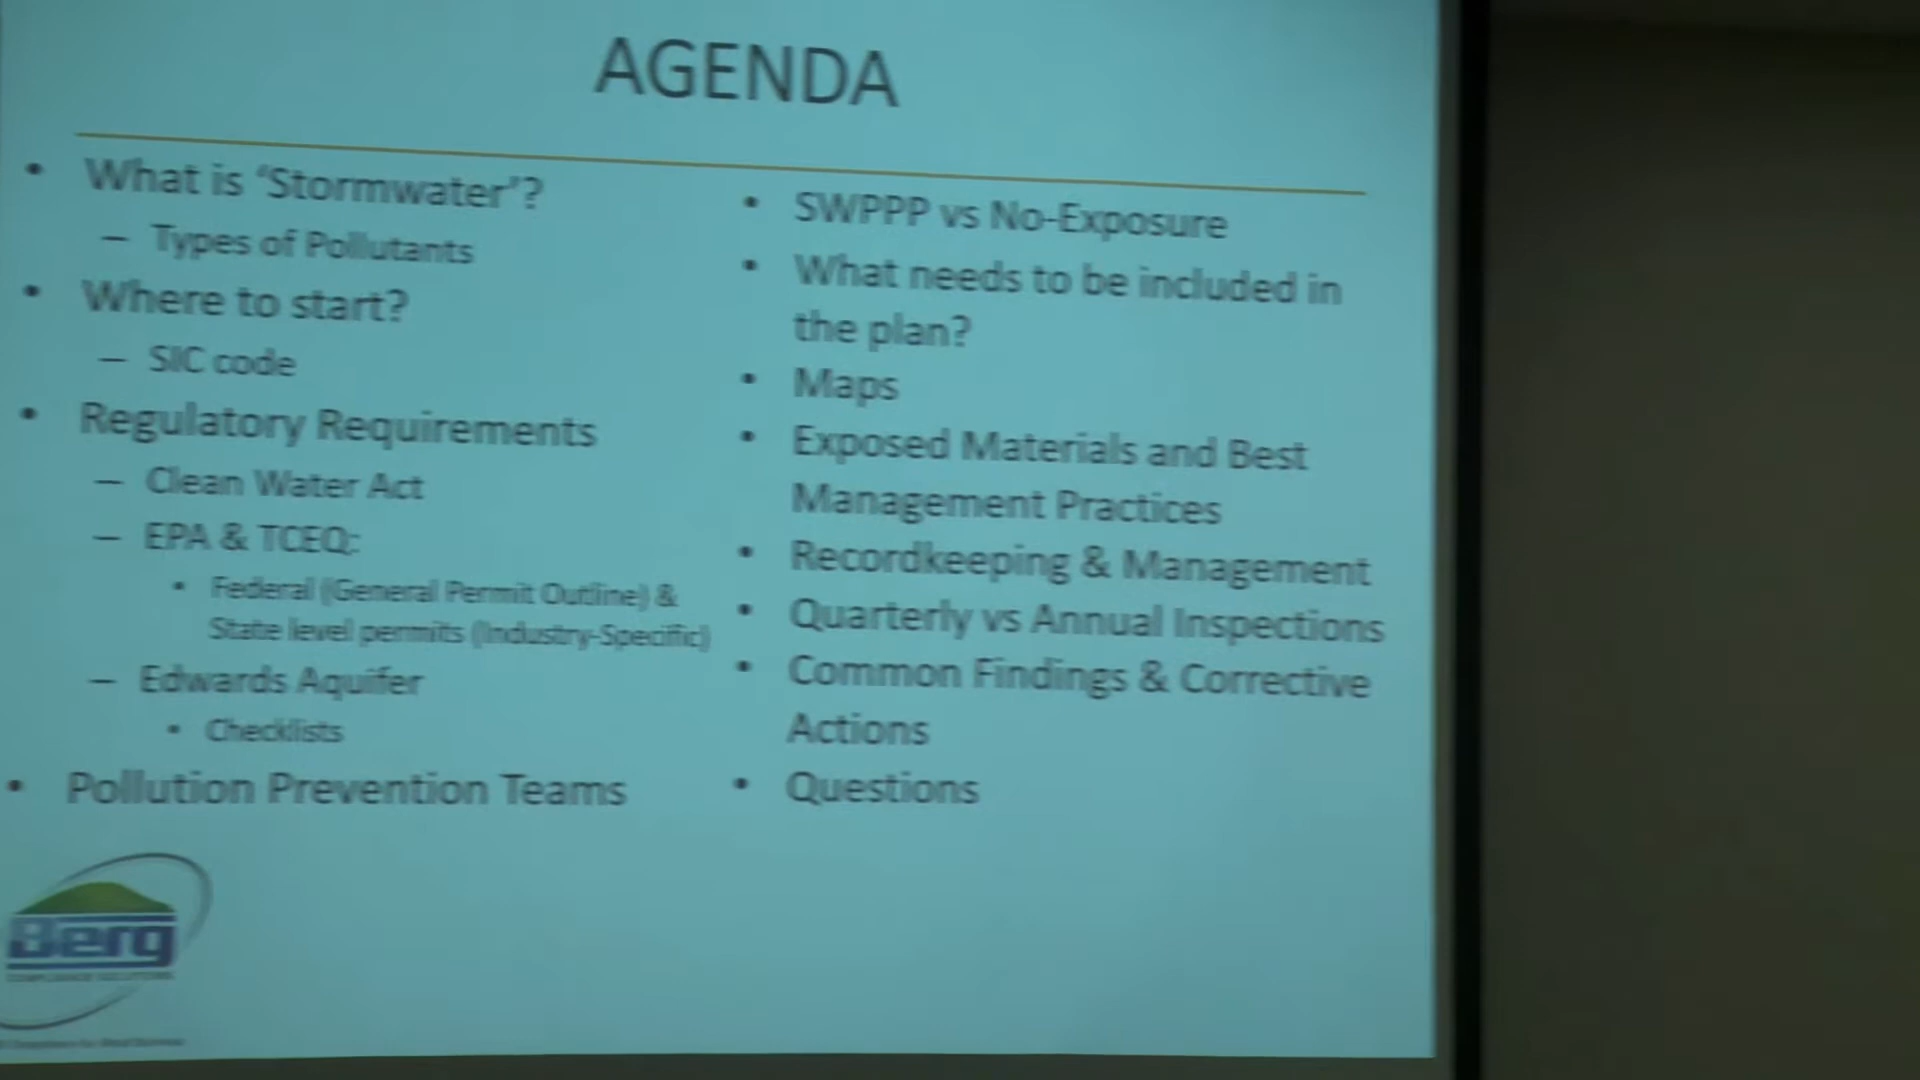 AGENDA
• What is ‘Stormwater’?
– Types of Pollutants
• Where to start?
– SIC code
• Regulatory Requirements
– Clean Water Act
– EPA & TCEQ:
• Federal (General Permit Outline) &
State level permits (Industry-Specific)
– Edwards Aquifer
• Checklists
• Pollution Prevention Teams
• SWPPP vs No-Exposure
• What needs to be included in
the plan?
• Maps
• Exposed Materials and Best
Management Practices
• Recordkeeping & Management
• Quarterly vs Annual Inspections
• Common Findings & Corrective
Actions
• Questions
Berg
COMPLIANCE SOLUTIONS